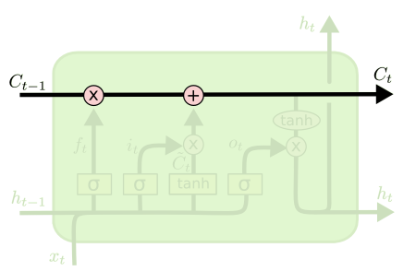 h_t
C_{t-1} × + C_t
tanh
f_t i_t × o_t ×
C̃_t
σ σ tanh σ
h_{t-1} h_t
x_t